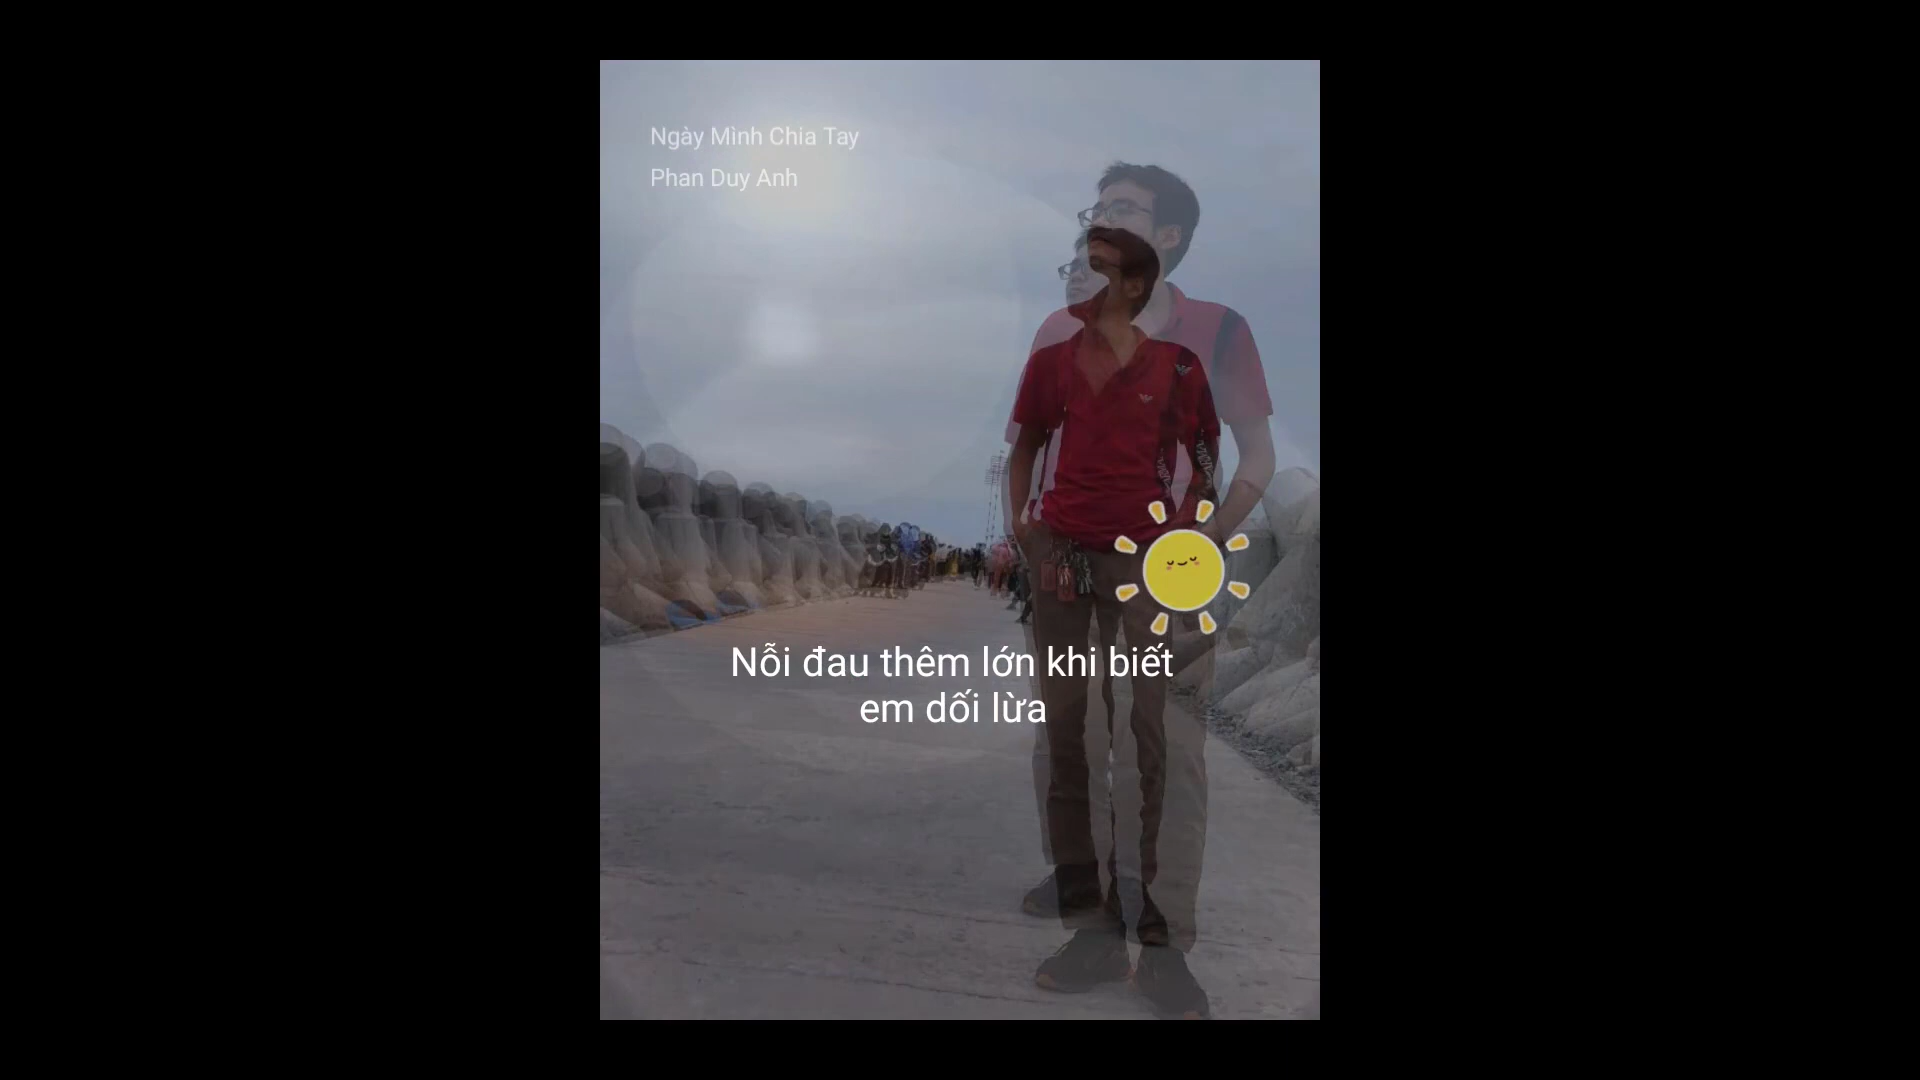 Ngày Mình Chia Tay
Phan Duy Anh
Nỗi đau thêm lớn khi biết
em dối lừa